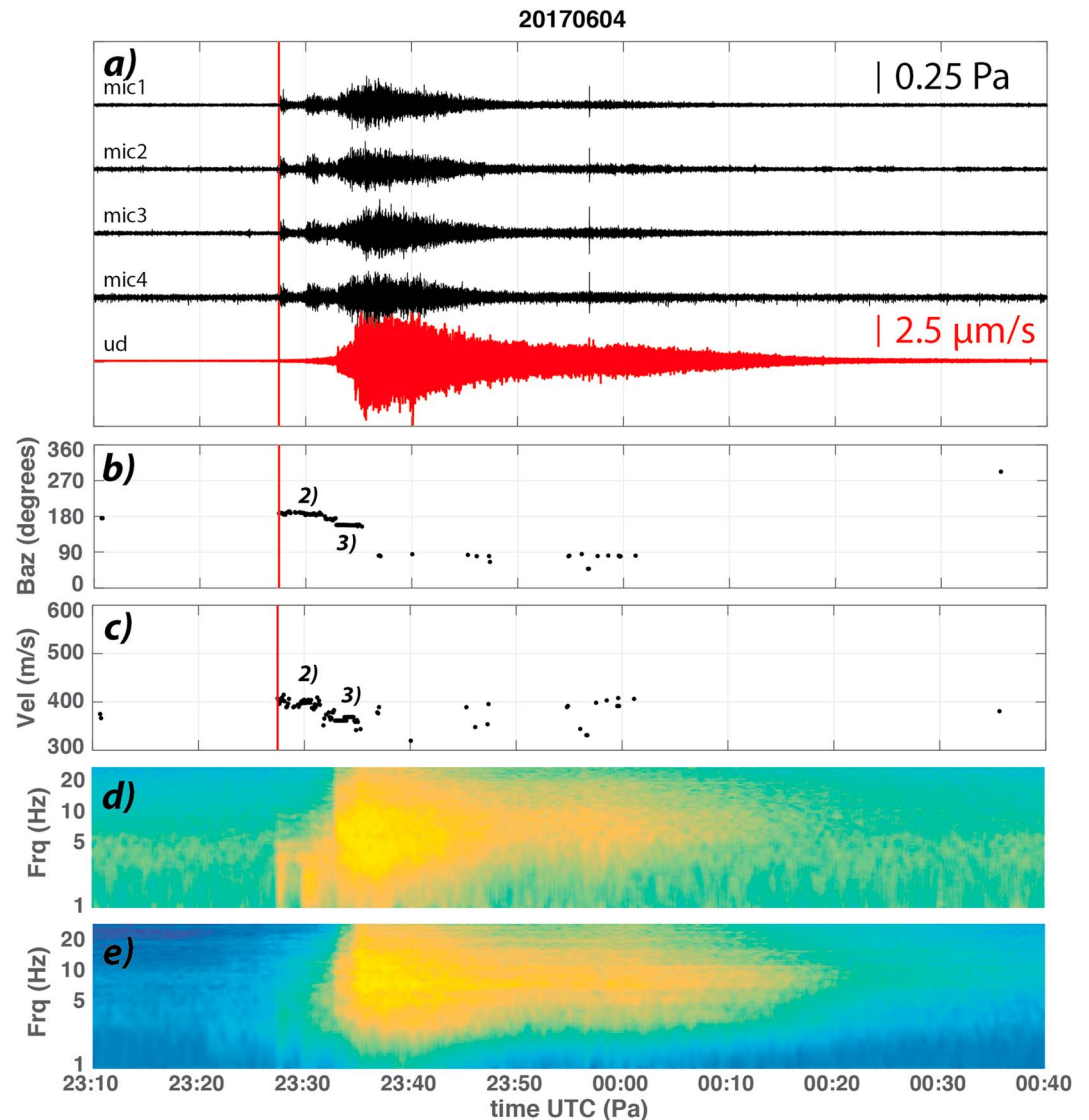 20170604
a)
| 0.25 Pa
mic1
mic2
mic3
mic4
ud
| 2.5 μm/s
b)
Baz (degrees)
360
270
180
90
0
2)
3)
c)
Vel (m/s)
600
500
400
300
2)
3)
d)
Frq (Hz)
20
10
5
1
e)
Frq (Hz)
20
10
5
1
23:10 23:20 23:30 23:40 23:50 00:00 00:10 00:20 00:30 00:40
time UTC (Pa)